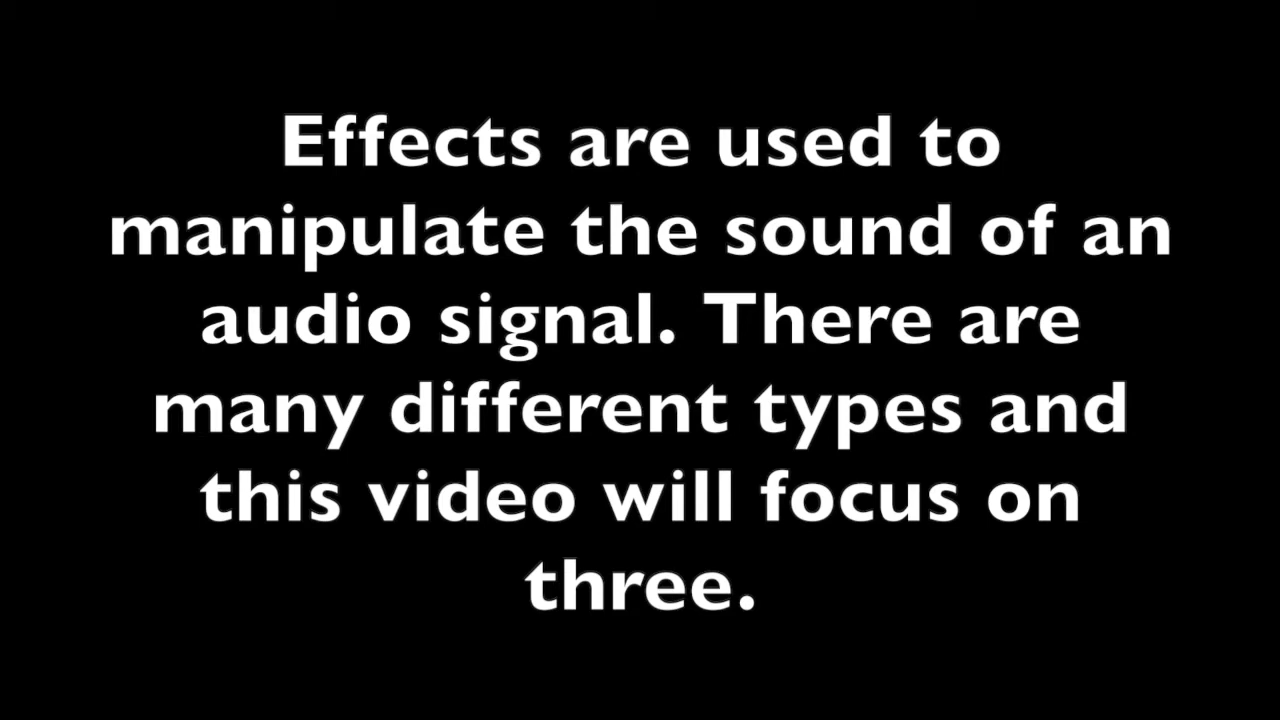 Effects are used to
manipulate the sound of an
audio signal. There are
many different types and
this video will focus on
three.